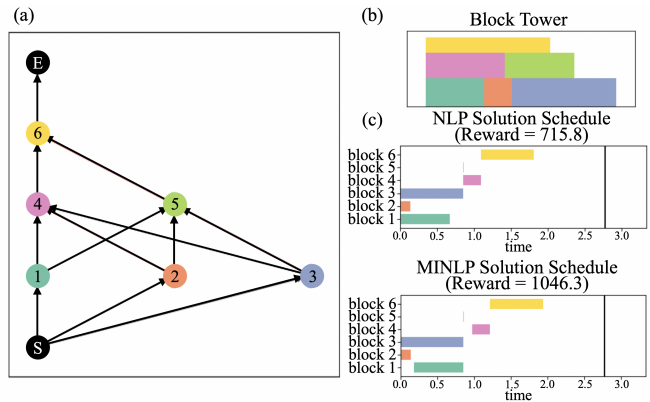 (a)
E
6
4
5
1
2
3
S
(b)
Block Tower
(c)
NLP Solution Schedule
(Reward = 715.8)
block 6
block 5
block 4
block 3
block 2
block 1
0.0 0.5 1.0 1.5 2.0 2.5 3.0
time
MINLP Solution Schedule
(Reward = 1046.3)
block 6
block 5
block 4
block 3
block 2
block 1
0.0 0.5 1.0 1.5 2.0 2.5 3.0
time